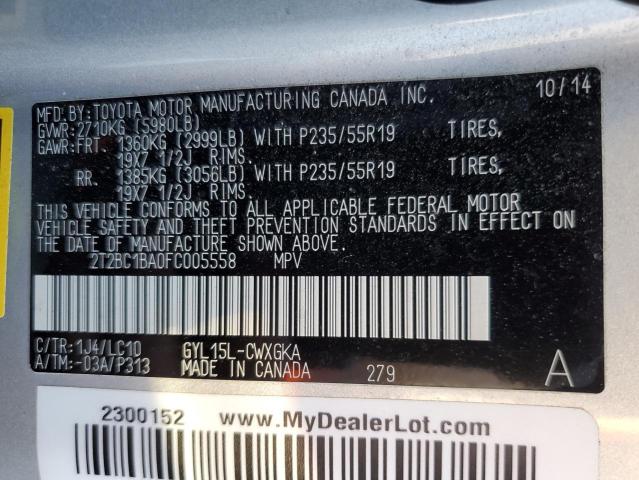 MFD. BY: TOYOTA MOTOR MANUFACTURING CANADA INC. 10/14
GVWR: 2710KG (5980LB)
GAWR: FRT. 1360KG (2999LB) WITH P235/55R19 TIRES,
19X7 1/2J RIMS.
RR. 1385KG (3056LB) WITH P235/55R19 TIRES,
19X7 1/2J RIMS.
THIS VEHICLE CONFORMS TO ALL APPLICABLE FEDERAL MOTOR
VEHICLE SAFETY AND THEFT PREVENTION STANDARDS IN EFFECT ON
THE DATE OF MANUFACTURE SHOWN ABOVE.
2T2BC1BA0FC005558 MPV
C/TR: 1J4/LC10 GYL15L-CWXGKA
A/TM: -03A/P313 MADE IN CANADA 279 A
2300152 www.MyDealerLot.com